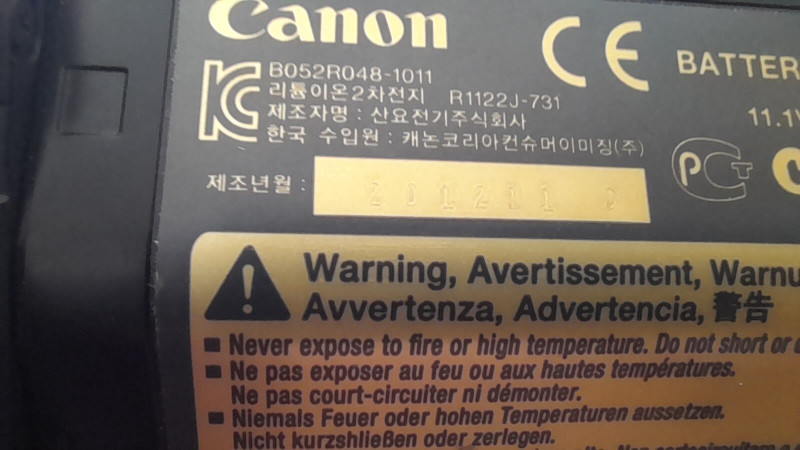 Canon
CE
BATTER
KC
B052R048-1011
리튬이온2차전지 R1122J-731
제조자명 : 산요전기주식회사
한국 수입원 : 캐논코리아컨슈머이미징(주)
11.1V
제조년월 :
Warning, Avertissement, Warnu
Avvertenza, Advertencia, 警告
Never expose to fire or high temperature. Do not short or
Ne pas exposer au feu ou aux hautes températures.
Ne pas court-circuiter ni démonter.
Niemals Feuer oder hohen Temperaturen aussetzen.
Nicht kurzshließen oder zerlegen.